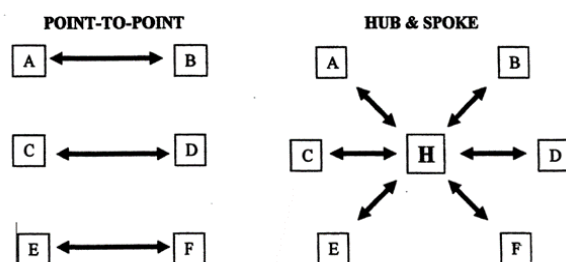 POINT-TO-POINT
A B
C D
E F
HUB & SPOKE
A B
C H D
E F